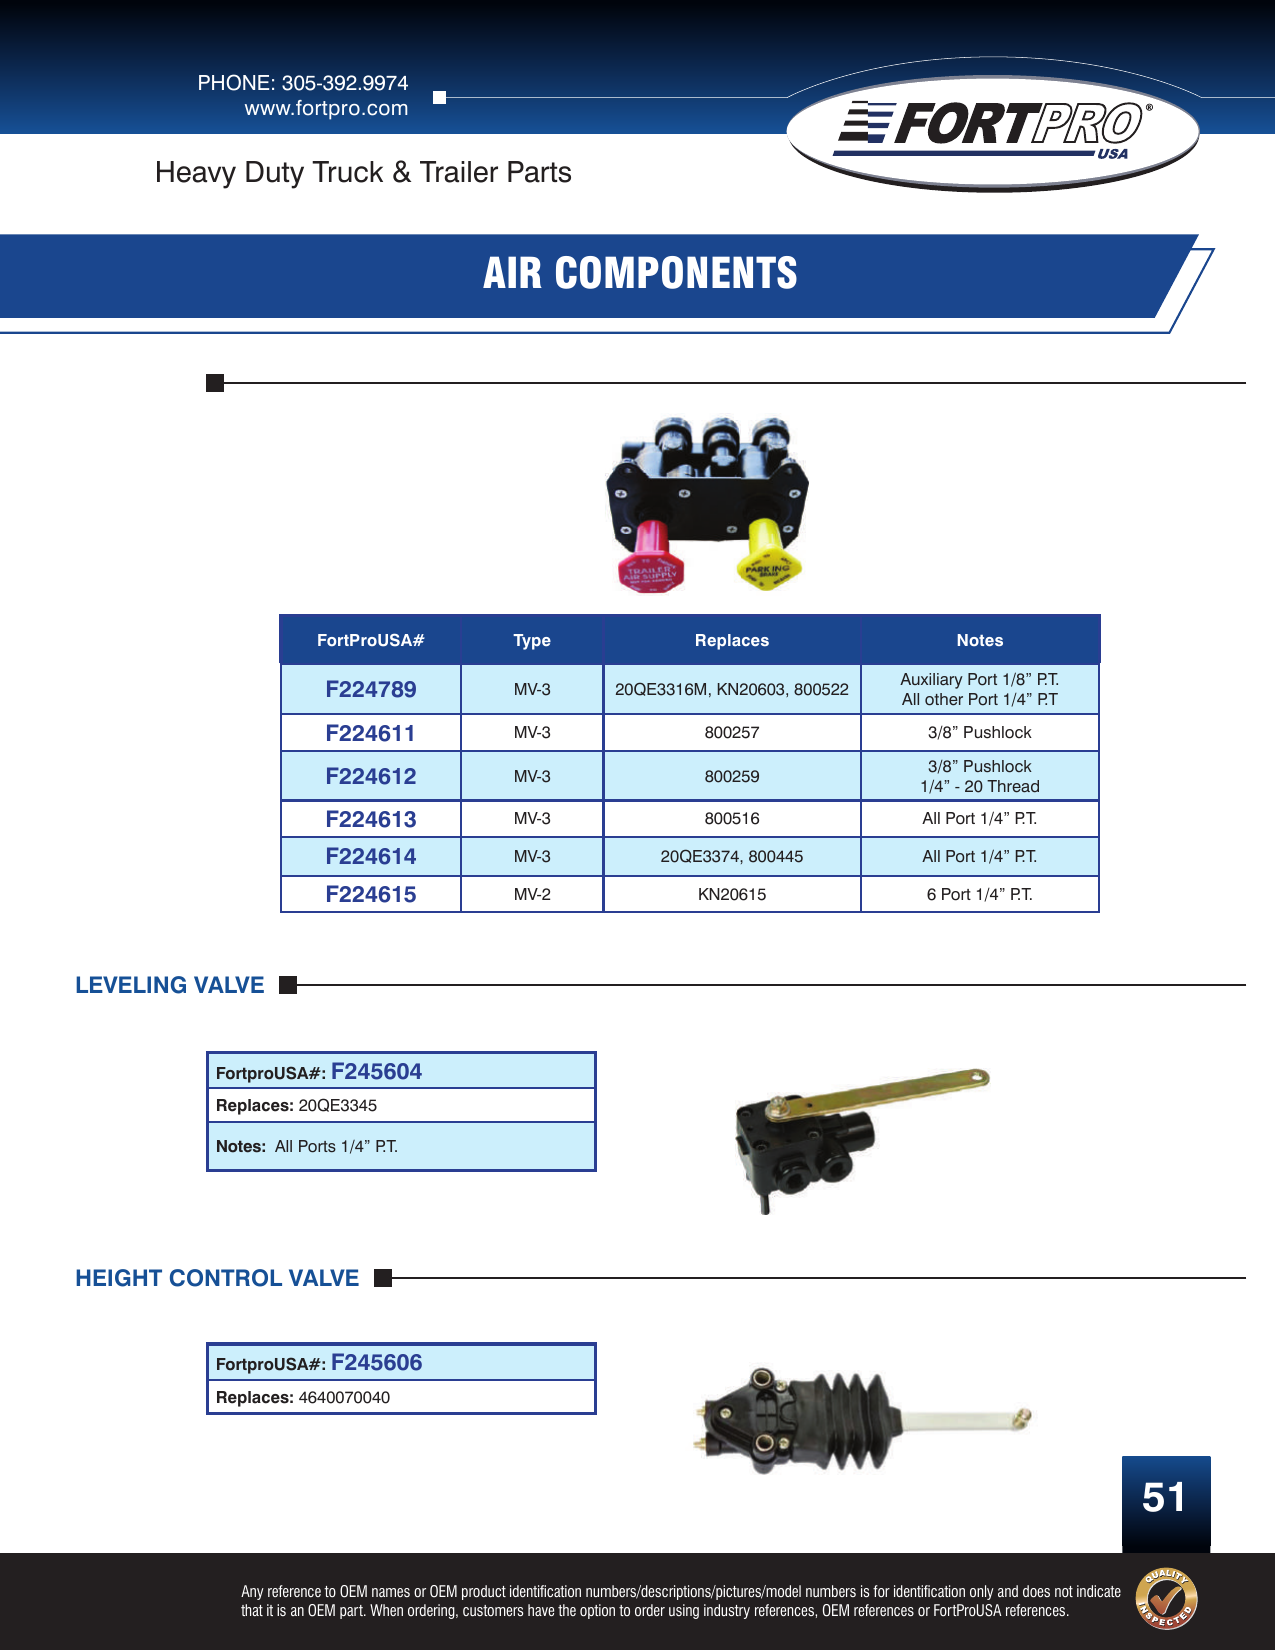 PHONE: 305-392.9974
www.fortpro.com
FORTPRO®
USA
Heavy Duty Truck & Trailer Parts
AIR COMPONENTS
TRAILER
AIR SUPPLY
PARKING
BRAKE
FortProUSA# Type Replaces Notes
F224789 MV-3 20QE3316M, KN20603, 800522 Auxiliary Port 1/8” P.T.
All other Port 1/4” P.T
F224611 MV-3 800257 3/8” Pushlock
F224612 MV-3 800259 3/8” Pushlock
1/4” - 20 Thread
F224613 MV-3 800516 All Port 1/4” P.T.
F224614 MV-3 20QE3374, 800445 All Port 1/4” P.T.
F224615 MV-2 KN20615 6 Port 1/4” P.T.
LEVELING VALVE
FortproUSA#: F245604
Replaces: 20QE3345
Notes: All Ports 1/4” P.T.
HEIGHT CONTROL VALVE
FortproUSA#: F245606
Replaces: 4640070040
51
Any reference to OEM names or OEM product identification numbers/descriptions/pictures/model numbers is for identification only and does not indicate
that it is an OEM part. When ordering, customers have the option to order using industry references, OEM references or FortProUSA references.
QUALITY
INSPECTED